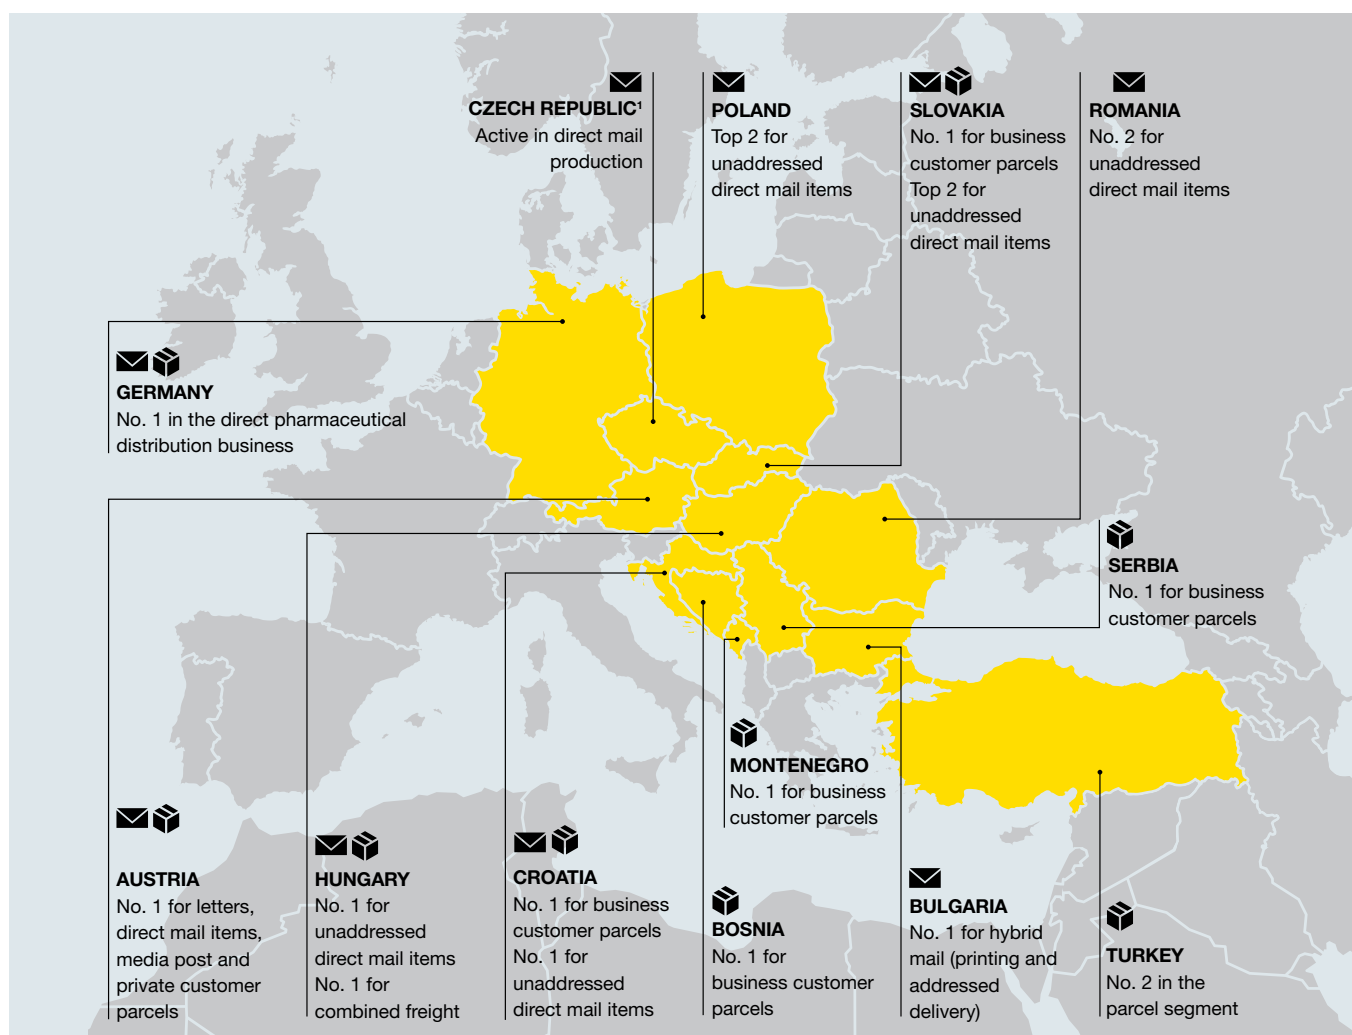 CZECH REPUBLIC¹
Active in direct mail
production
POLAND
Top 2 for
unaddressed
direct mail items
SLOVAKIA
No. 1 for business
customer parcels
Top 2 for
unaddressed
direct mail items
ROMANIA
No. 2 for
unaddressed
direct mail items
GERMANY
No. 1 in the direct pharmaceutical
distribution business
SERBIA
No. 1 for business
customer parcels
MONTENEGRO
No. 1 for business
customer parcels
AUSTRIA
No. 1 for letters,
direct mail items,
media post and
private customer
parcels
HUNGARY
No. 1 for
unaddressed
direct mail items
No. 1 for
combined freight
CROATIA
No. 1 for business
customer parcels
No. 1 for
unaddressed
direct mail items
BOSNIA
No. 1 for
business customer
parcels
BULGARIA
No. 1 for hybrid
mail (printing and
addressed
delivery)
TURKEY
No. 2 in the
parcel segment